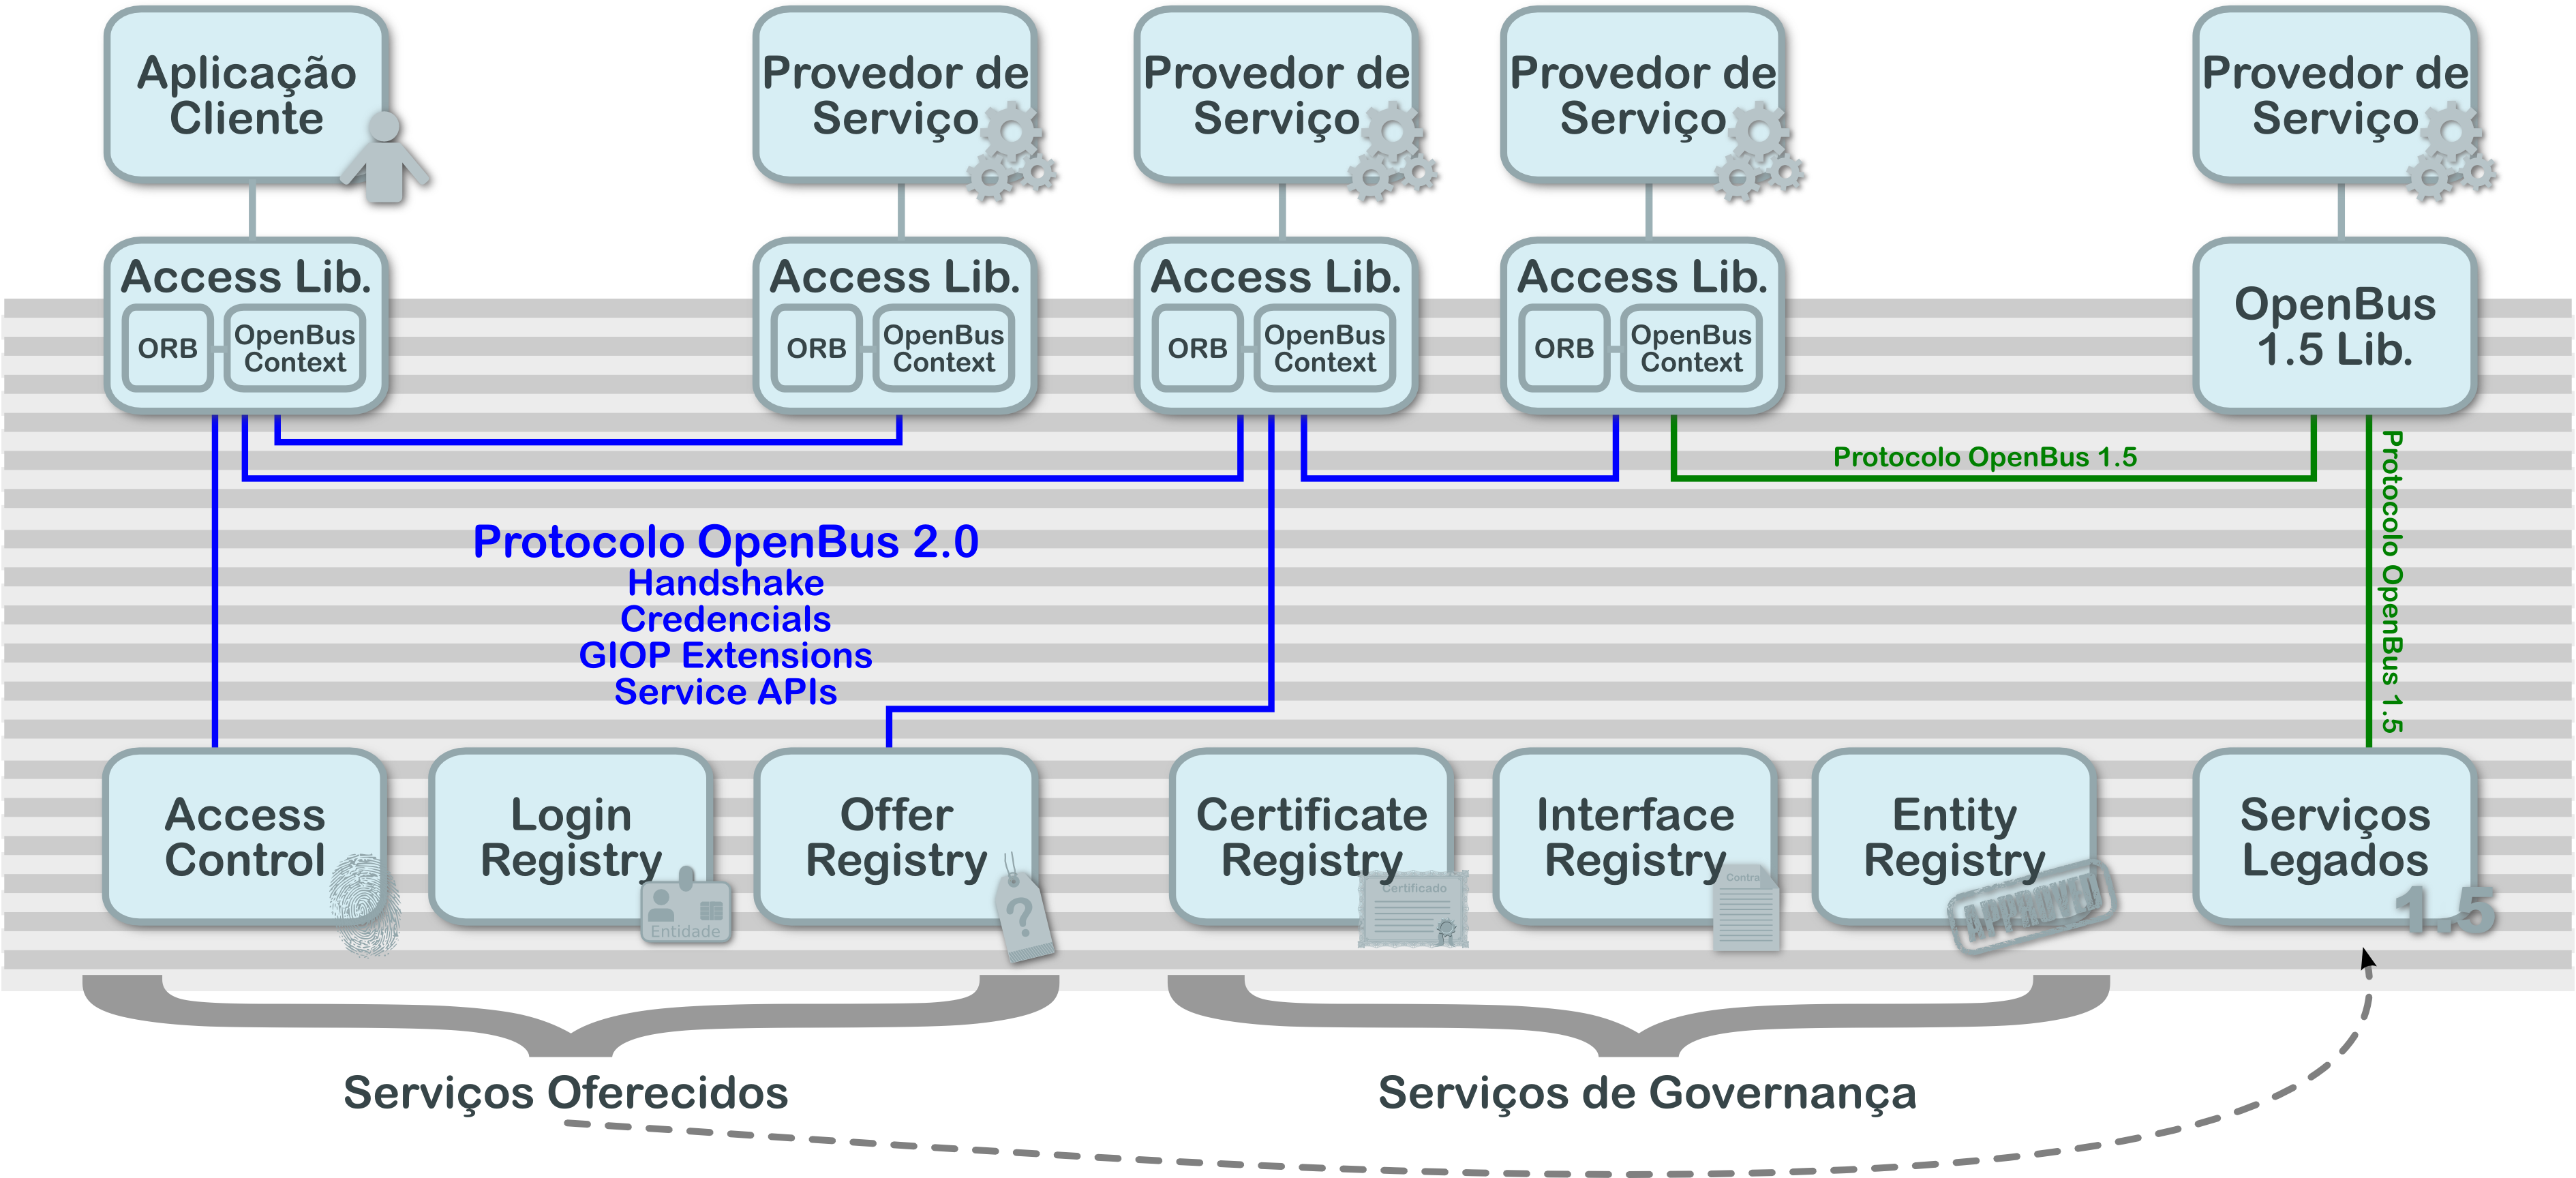 Aplicação
Cliente
Provedor de
Serviço
Provedor de
Serviço
Provedor de
Serviço
Provedor de
Serviço
Access Lib.
ORB
OpenBus
Context
Access Lib.
ORB
OpenBus
Context
Access Lib.
ORB
OpenBus
Context
Access Lib.
ORB
OpenBus
Context
OpenBus
1.5 Lib.
Protocolo OpenBus 1.5
Protocolo OpenBus 1.5
Protocolo OpenBus 2.0
Handshake
Credencials
GIOP Extensions
Service APIs
Access
Control
Login
Registry
Entidade
Offer
Registry
?
Certificate
Registry
Certificado
Interface
Registry
Contra
Entity
Registry
APPROVED
Serviços
Legados
1.5
Serviços Oferecidos
Serviços de Governança